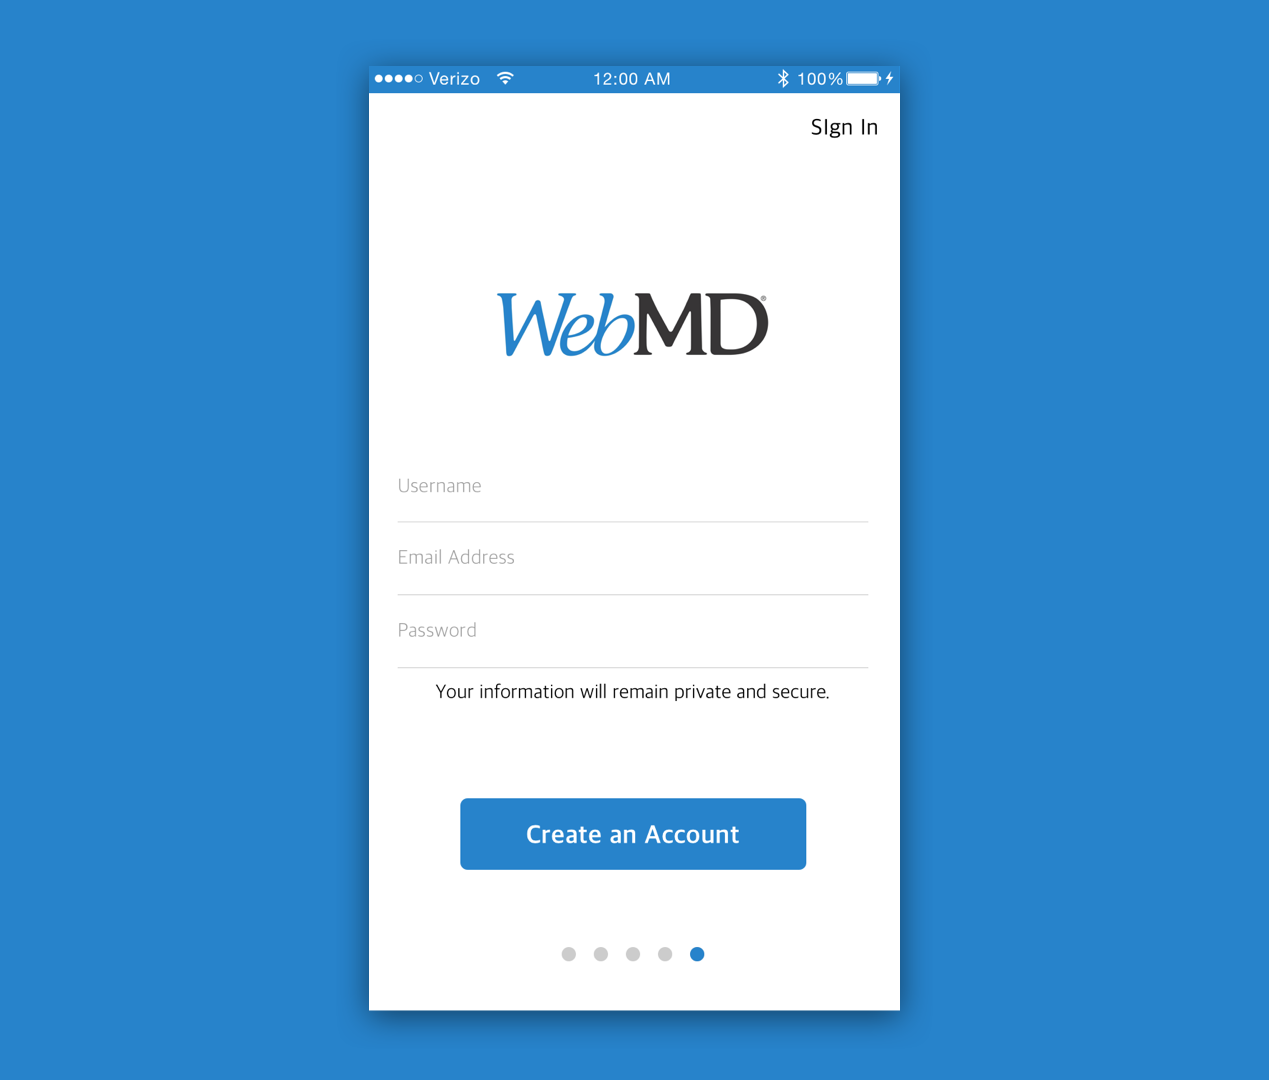 Verizo 12:00 AM 100%
SIgn In
WebMD®
Username
Email Address
Password
Your information will remain private and secure.
Create an Account